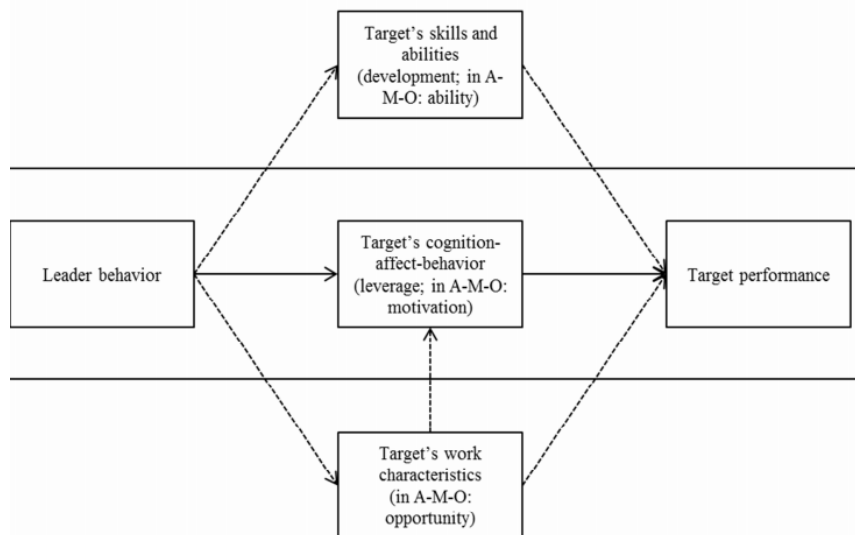 Target's skills and
abilities
(development; in A-
M-O: ability)
Leader behavior
Target's cognition-
affect-behavior
(leverage; in A-M-O:
motivation)
Target performance
Target's work
characteristics
(in A-M-O:
opportunity)